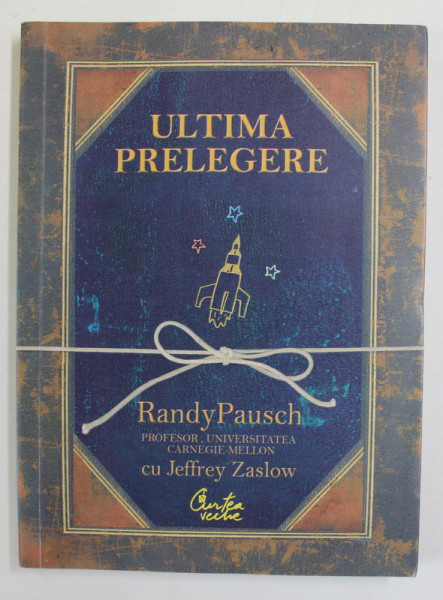 ULTIMA
PRELEGERE
RandyPausch
PROFESOR, UNIVERSITATEA
CARNEGIE MELLON
cu Jeffrey Zaslow
Curtea
veche